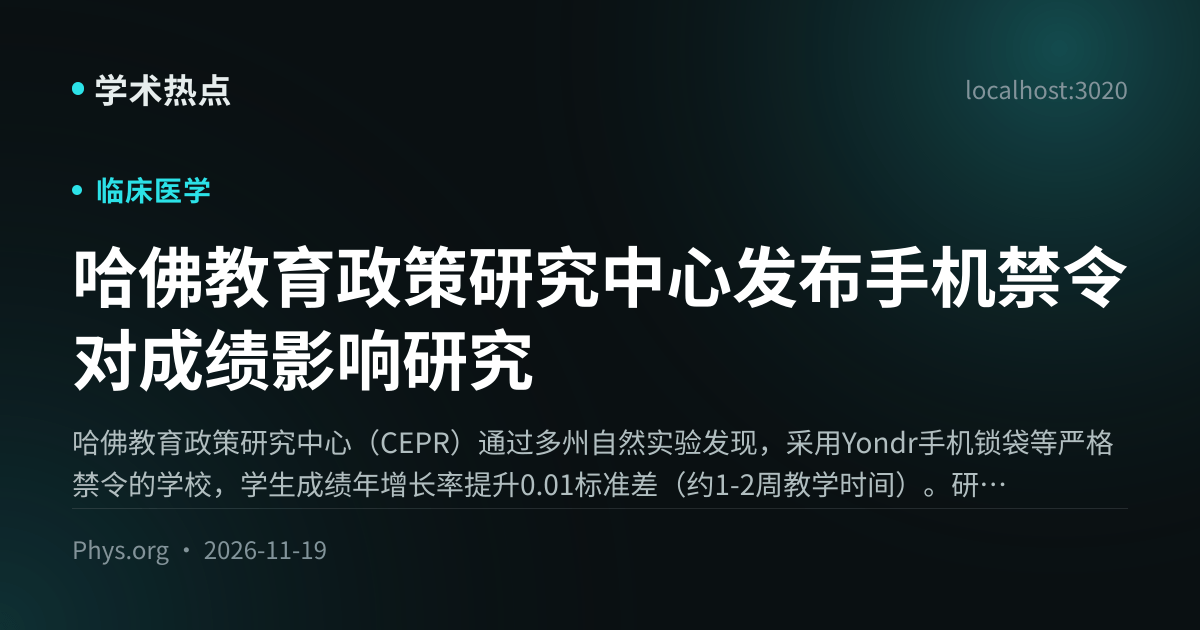 学术热点
localhost:3020
临床医学
哈佛教育政策研究中心发布手机禁令
对成绩影响研究
哈佛教育政策研究中心（CEPR）通过多州自然实验发现，采用Yondr手机锁袋等严格
禁令的学校，学生成绩年增长率提升0.01标准差（约1-2周教学时间）。研…
Phys.org · 2026-11-19